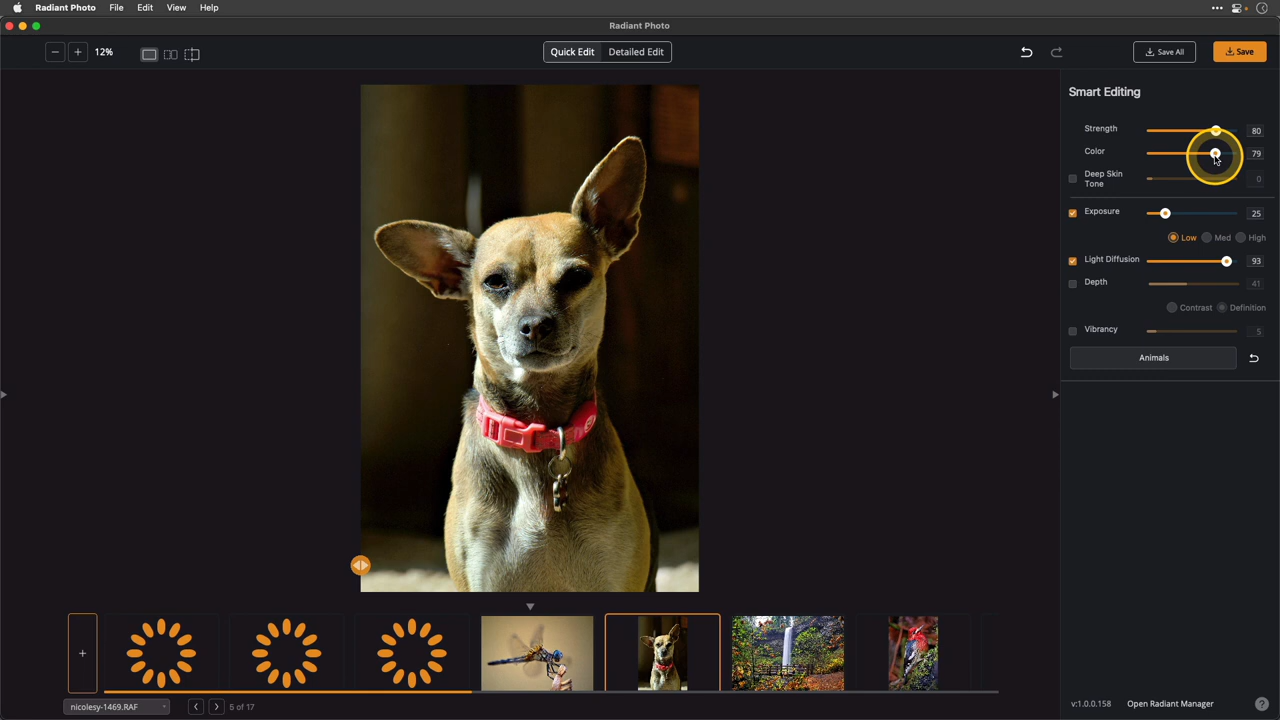 Radiant Photo File Edit View Help
Radiant Photo
12% Quick Edit Detailed Edit Save All Save
Smart Editing
Strength 80
Color 79
Deep Skin
Tone 0
Exposure 25
Low Med High
Light Diffusion 93
Depth 41
Contrast Definition
Vibrancy 5
Animals
nicolesy-1469.RAF 5 of 17
v:1.0.0.158 Open Radiant Manager ?